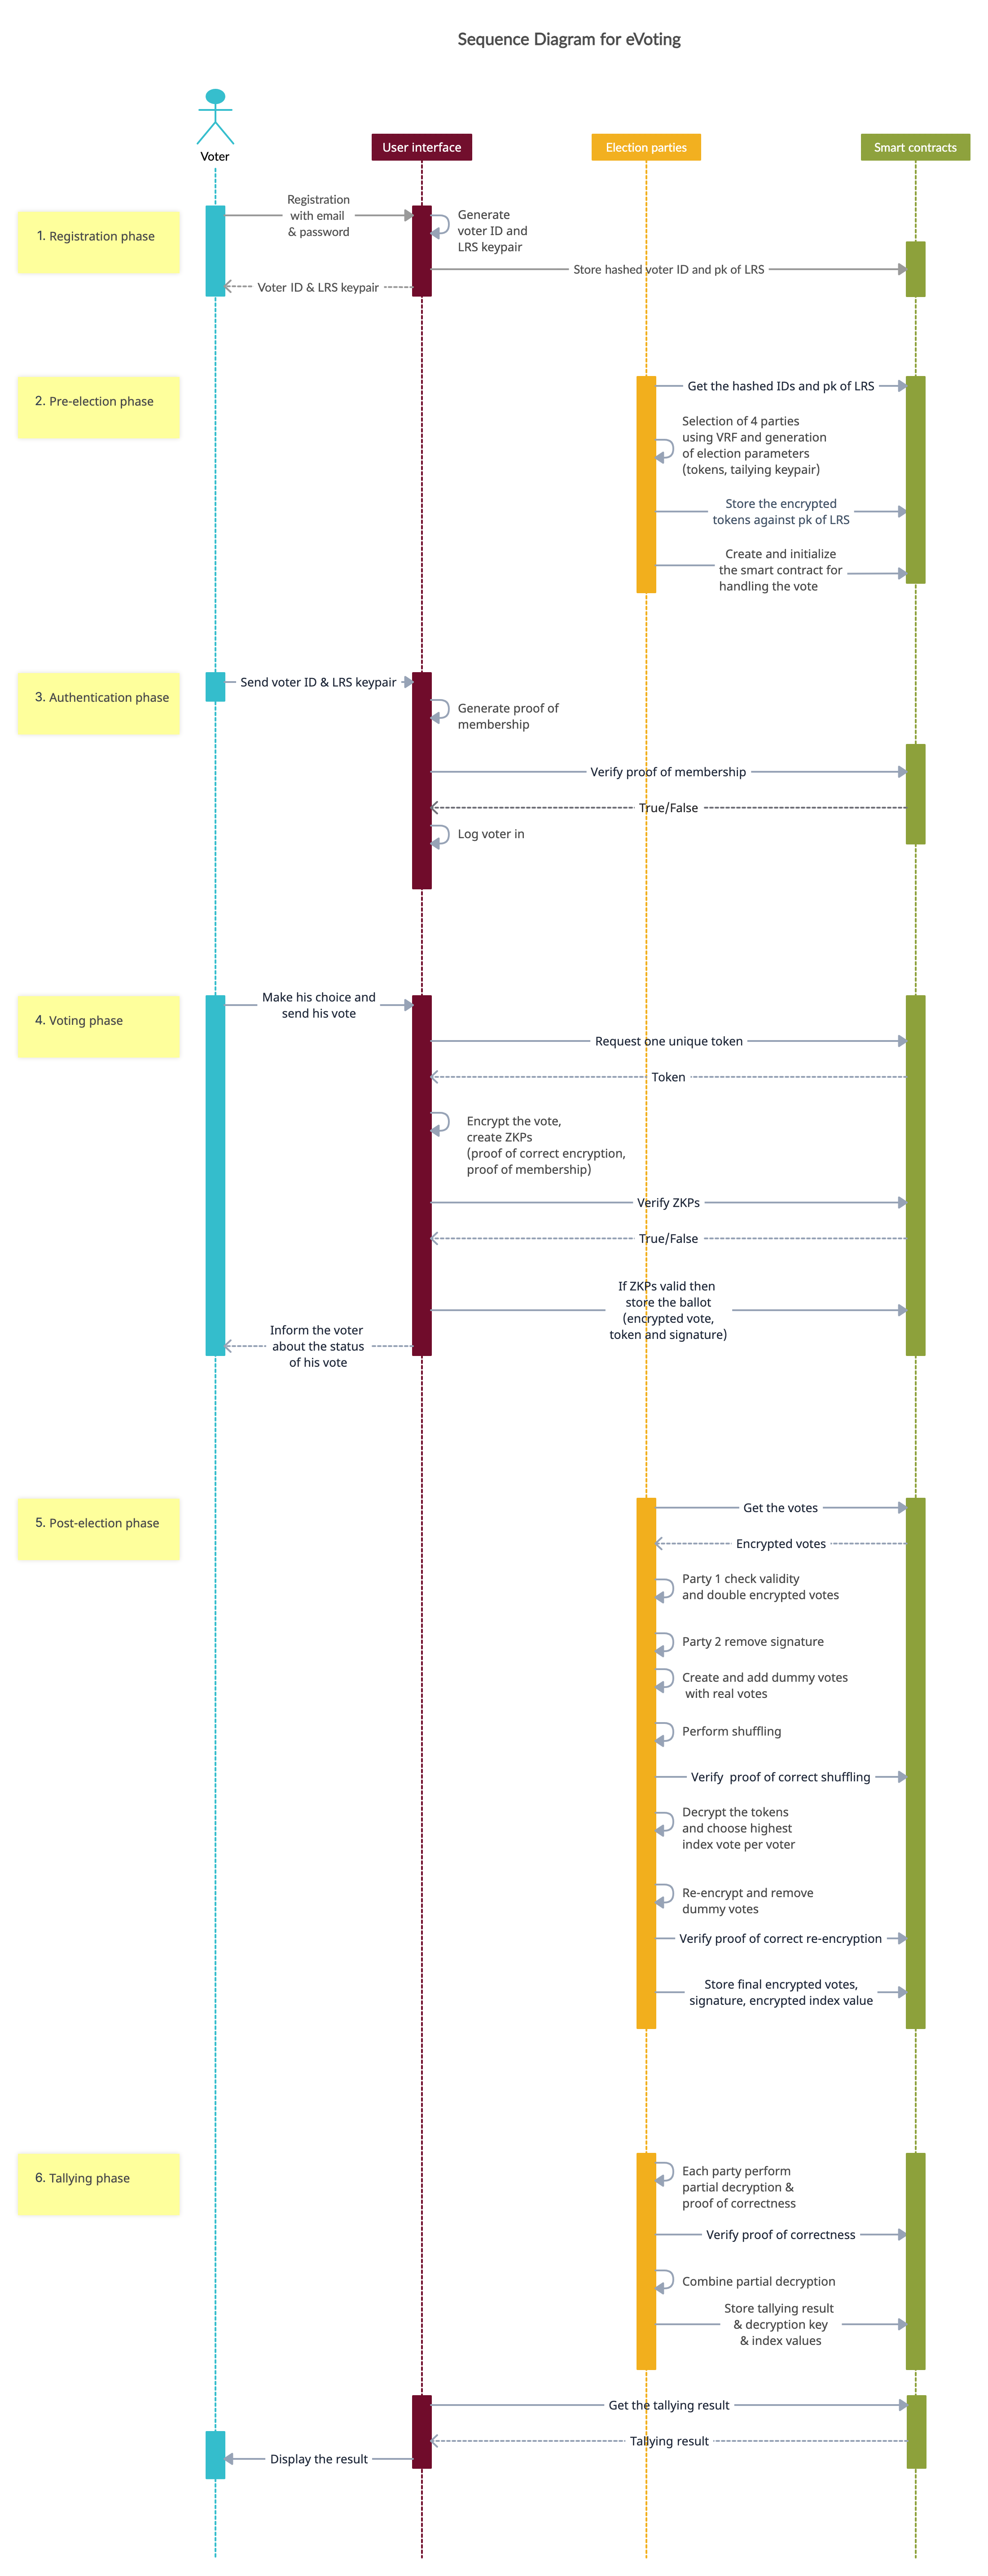 Sequence Diagram for eVoting
Voter
User interface
Election parties
Smart contracts
1. Registration phase
Registration
with email
& password
Generate
voter ID and
LRS keypair
Store hashed voter ID and pk of LRS
Voter ID & LRS keypair
2. Pre-election phase
Get the hashed IDs and pk of LRS
Selection of 4 parties
using VRF and generation
of election parameters
(tokens, tailying keypair)
Store the encrypted
tokens against pk of LRS
Create and initialize
the smart contract for
handling the vote
3. Authentication phase
Send voter ID & LRS keypair
Generate proof of
membership
Verify proof of membership
True/False
Log voter in
4. Voting phase
Make his choice and
send his vote
Request one unique token
Token
Encrypt the vote,
create ZKPs
(proof of correct encryption,
proof of membership)
Verify ZKPs
True/False
If ZKPs valid then
store the ballot
(encrypted vote,
token and signature)
Inform the voter
about the status
of his vote
5. Post-election phase
Get the votes
Encrypted votes
Party 1 check validity
and double encrypted votes
Party 2 remove signature
Create and add dummy votes
with real votes
Perform shuffling
Verify  proof of correct shuffling
Decrypt the tokens
and choose highest
index vote per voter
Re-encrypt and remove
dummy votes
Verify proof of correct re-encryption
Store final encrypted votes,
signature, encrypted index value
6. Tallying phase
Each party perform
partial decryption &
proof of correctness
Verify proof of correctness
Combine partial decryption
Store tallying result
& decryption key
& index values
Get the tallying result
Tallying result
Display the result